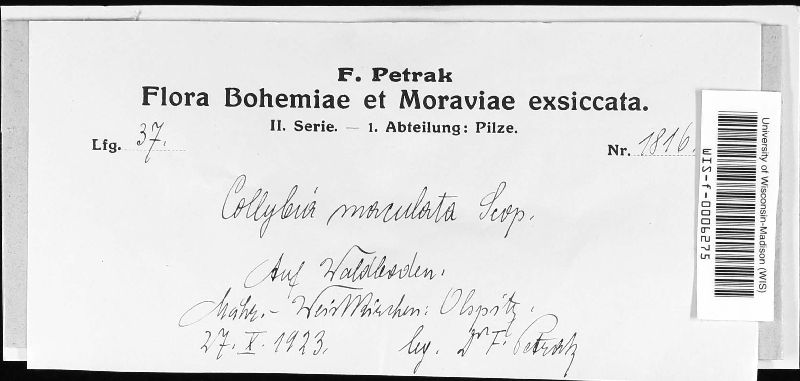 F. Petrak
Flora Bohemiae et Moraviae exsiccata.
II. Serie. — 1. Abteilung: Pilze.
Lfg. 37.
Nr. 1816.
Collybia maculata Scop.
Auf Waldboden.
Mähr.- Weisskirchen: Olspitz.
27. X. 1923. leg. Dr F. Petrak
University of Wisconsin-Madison (WIS)
WIS-f-0006275